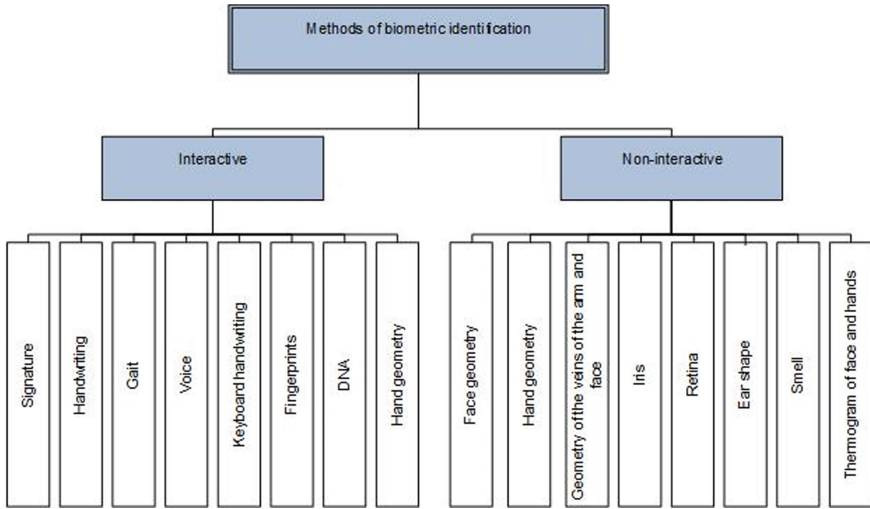 Methods of biometric identification
Interactive
Non-interactive
Signature
Handwriting
Gait
Voice
Keyboard handwriting
Fingerprints
DNA
Hand geometry
Face geometry
Hand geometry
Geometry of the veins of the arm and
face
Iris
Retina
Ear shape
Smell
Thermogram of face and hands